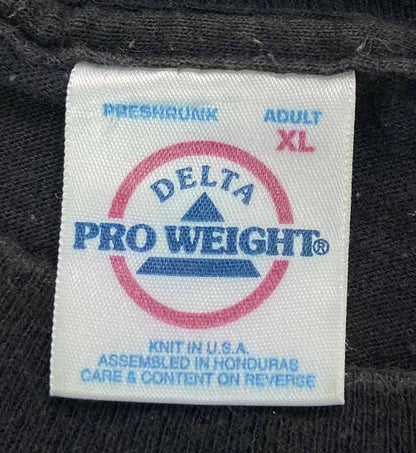 PRESHRUNK ADULT
XL
DELTA
PRO WEIGHT®
KNIT IN U.S.A.
ASSEMBLED IN HONDURAS
CARE & CONTENT ON REVERSE